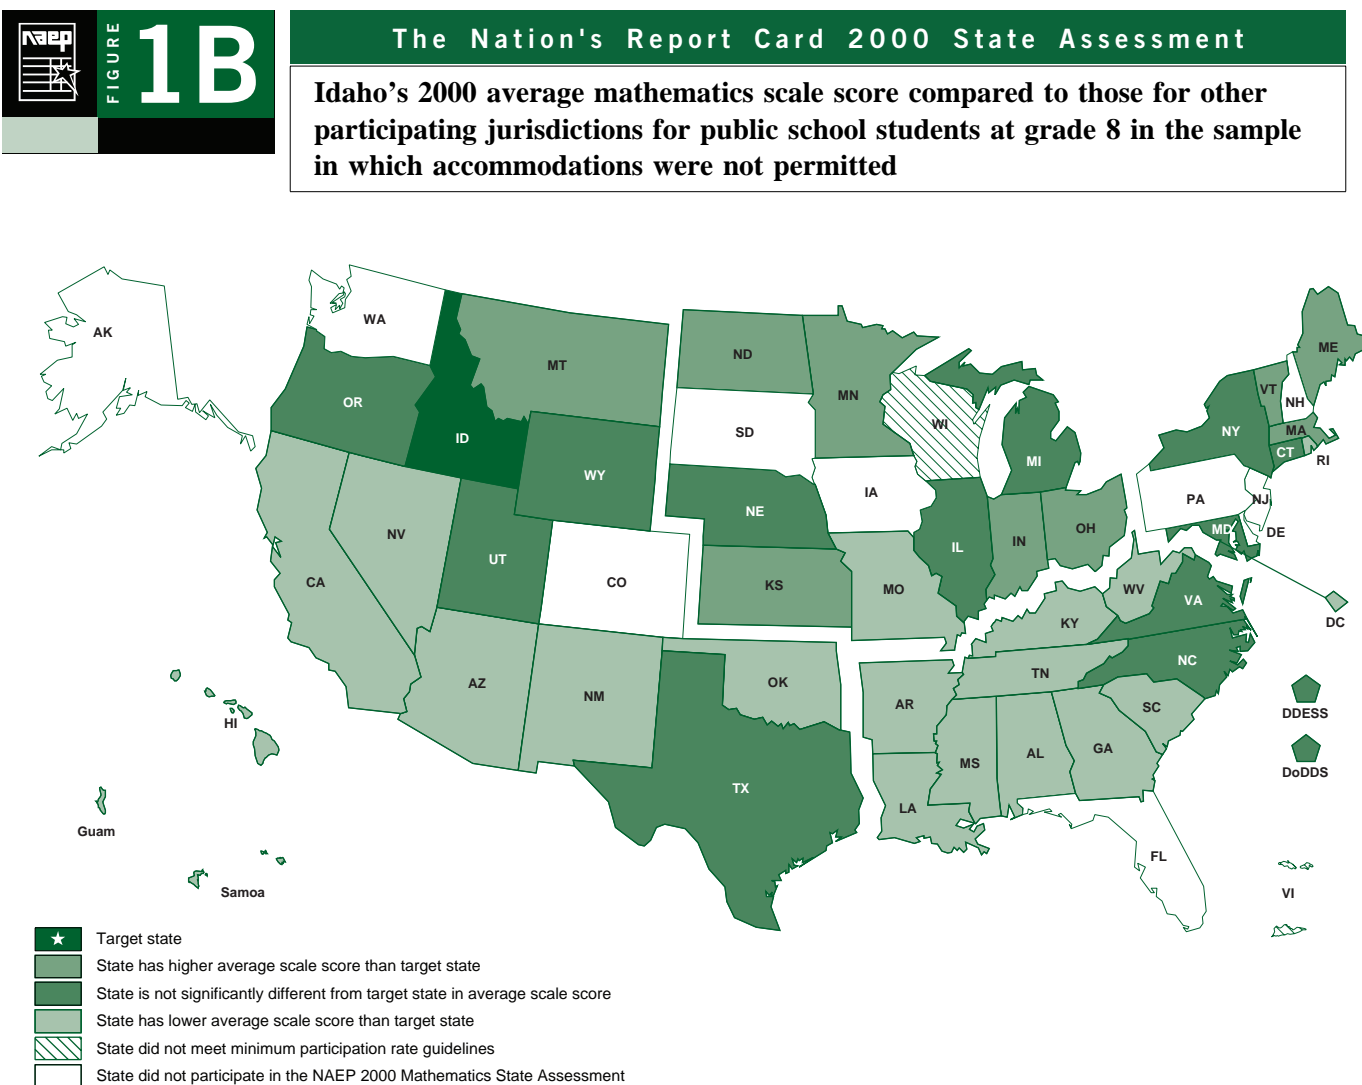 naep
FIGURE
1B
The Nation's Report Card 2000 State Assessment
Idaho's 2000 average mathematics scale score compared to those for other
participating jurisdictions for public school students at grade 8 in the sample
in which accommodations were not permitted
AK
WA
MT
ND
MN
ME
VT
NH
OR
ID
SD
WI
NY
MA
CT
RI
MI
WY
IA
PA
NJ
NE
NV
UT
IL
IN
OH
MD
DE
CA
CO
KS
MO
WV
VA
DC
KY
AZ
NM
OK
TN
NC
AR
SC
DDESS
HI
MS
AL
GA
DoDDS
TX
LA
Guam
FL
Samoa
VI
Target state
State has higher average scale score than target state
State is not significantly different from target state in average scale score
State has lower average scale score than target state
State did not meet minimum participation rate guidelines
State did not participate in the NAEP 2000 Mathematics State Assessment